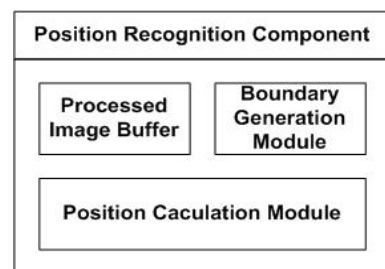 Position Recognition Component
Processed
Image Buffer
Boundary
Generation
Module
Position Caculation Module